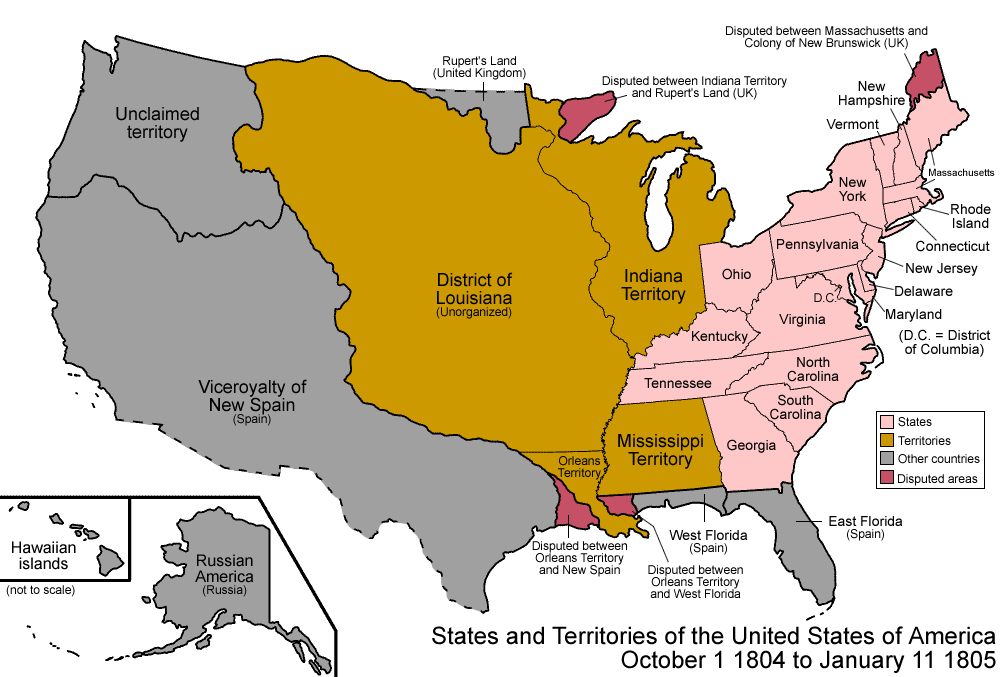 Disputed between Massachusetts and
Colony of New Brunswick (UK)
Rupert's Land
(United Kingdom)
Disputed between Indiana Territory
and Rupert's Land (UK)
New
Hampshire
Vermont
Unclaimed
territory
Massachusetts
New
York
Rhode
Island
Connecticut
Pennsylvania
New Jersey
Ohio
Delaware
District of
Louisiana
(Unorganized)
Indiana
Territory
D.C.
Maryland
Virginia
(D.C. = District
of Columbia)
Kentucky
North
Carolina
Tennessee
South
Carolina
Viceroyalty of
New Spain
(Spain)
Mississippi
Territory
Georgia
States
Territories
Other countries
Disputed areas
Orleans
Territory
East Florida
(Spain)
West Florida
(Spain)
Disputed between
Orleans Territory
and New Spain
Disputed between
Orleans Territory
and West Florida
Hawaiian
islands
(not to scale)
Russian
America
(Russia)
States and Territories of the United States of America
October 1 1804 to January 11 1805